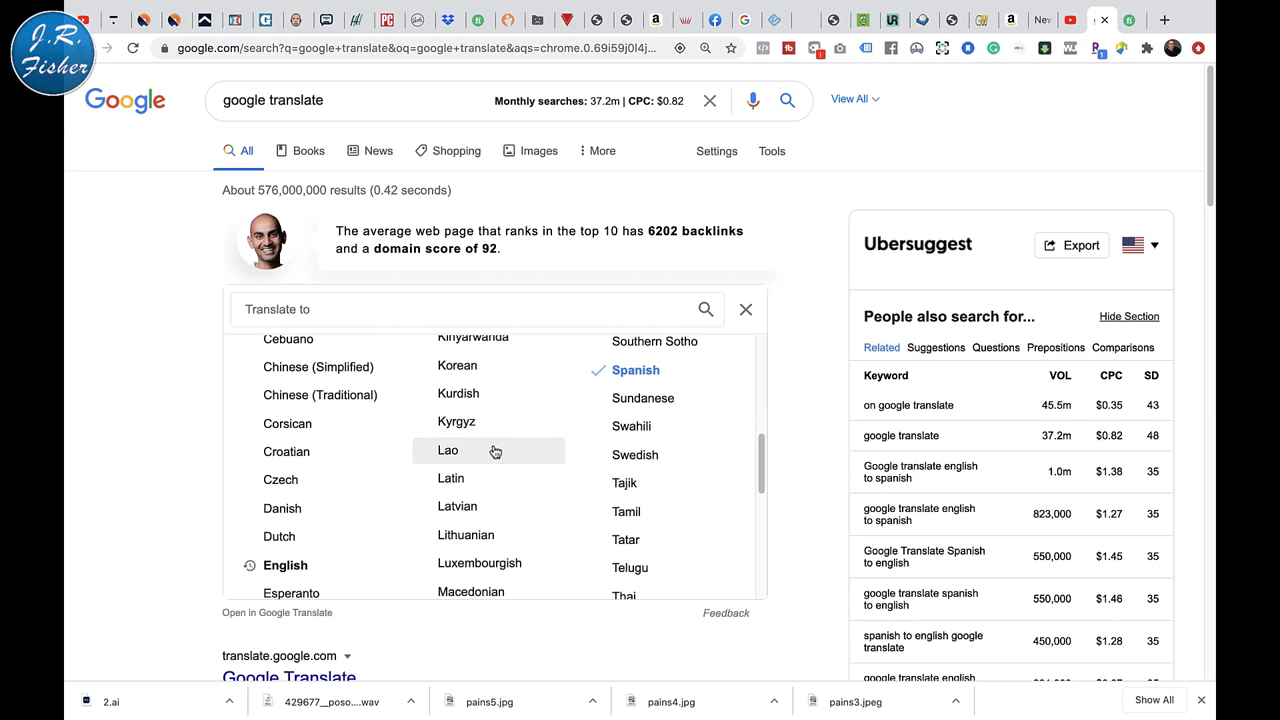 J.R.
Fisher
google.com/search?q=google+translate&oq=google+translate&aqs=chrome.0.69i59j0l4j...
Google
google translate
Monthly searches: 37.2m | CPC: $0.82
View All
All
Books
News
Shopping
Images
More
Settings
Tools
About 576,000,000 results (0.42 seconds)
The average web page that ranks in the top 10 has 6202 backlinks
and a domain score of 92.
Translate to
Cebuano
Chinese (Simplified)
Chinese (Traditional)
Corsican
Croatian
Czech
Danish
Dutch
English
Esperanto
Kinyarwanda
Korean
Kurdish
Kyrgyz
Lao
Latin
Latvian
Lithuanian
Luxembourgish
Macedonian
Southern Sotho
Spanish
Sundanese
Swahili
Swedish
Tajik
Tamil
Tatar
Telugu
Thai
Open in Google Translate
Feedback
translate.google.com
Google Translate
Ubersuggest
Export
People also search for...
Hide Section
Related Suggestions Questions Prepositions Comparisons
Keyword VOL CPC SD
on google translate 45.5m $0.35 43
google translate 37.2m $0.82 48
Google translate english
to spanish 1.0m $1.38 35
google translate english
to spanish 823,000 $1.27 35
Google Translate Spanish
to english 550,000 $1.45 35
google translate spanish
to english 550,000 $1.46 35
spanish to english google
translate 450,000 $1.28 35
google translate english
2.ai
429677__poso....wav
pains5.jpg
pains4.jpg
pains3.jpeg
Show All